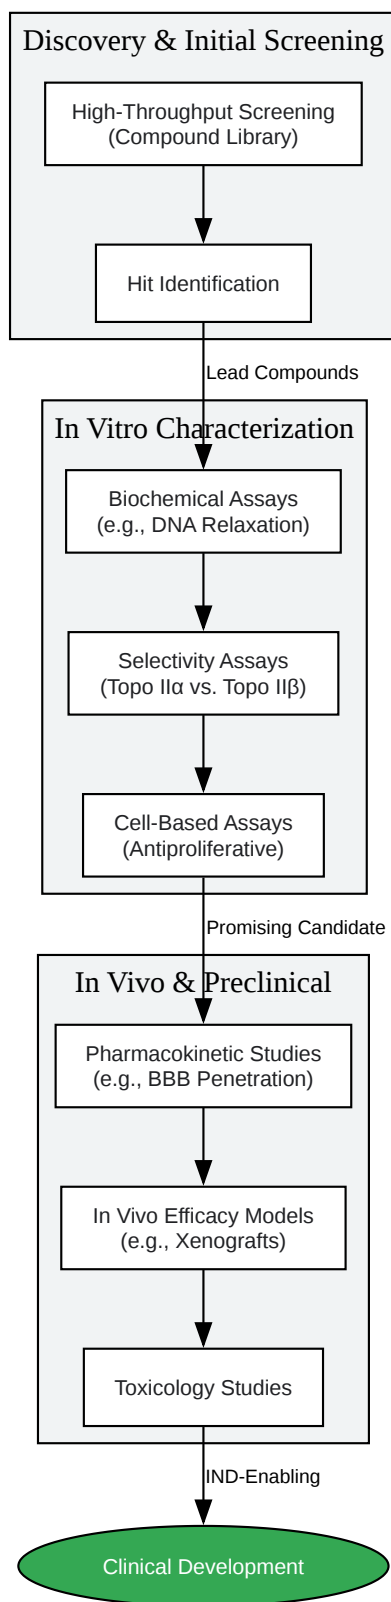 Discovery & Initial Screening
High-Throughput Screening
(Compound Library)
Hit Identification
Lead Compounds
In Vitro Characterization
Biochemical Assays
(e.g., DNA Relaxation)
Selectivity Assays
(Topo IIα vs. Topo IIβ)
Cell-Based Assays
(Antiproliferative)
Promising Candidate
In Vivo & Preclinical
Pharmacokinetic Studies
(e.g., BBB Penetration)
In Vivo Efficacy Models
(e.g., Xenografts)
Toxicology Studies
IND-Enabling
Clinical Development